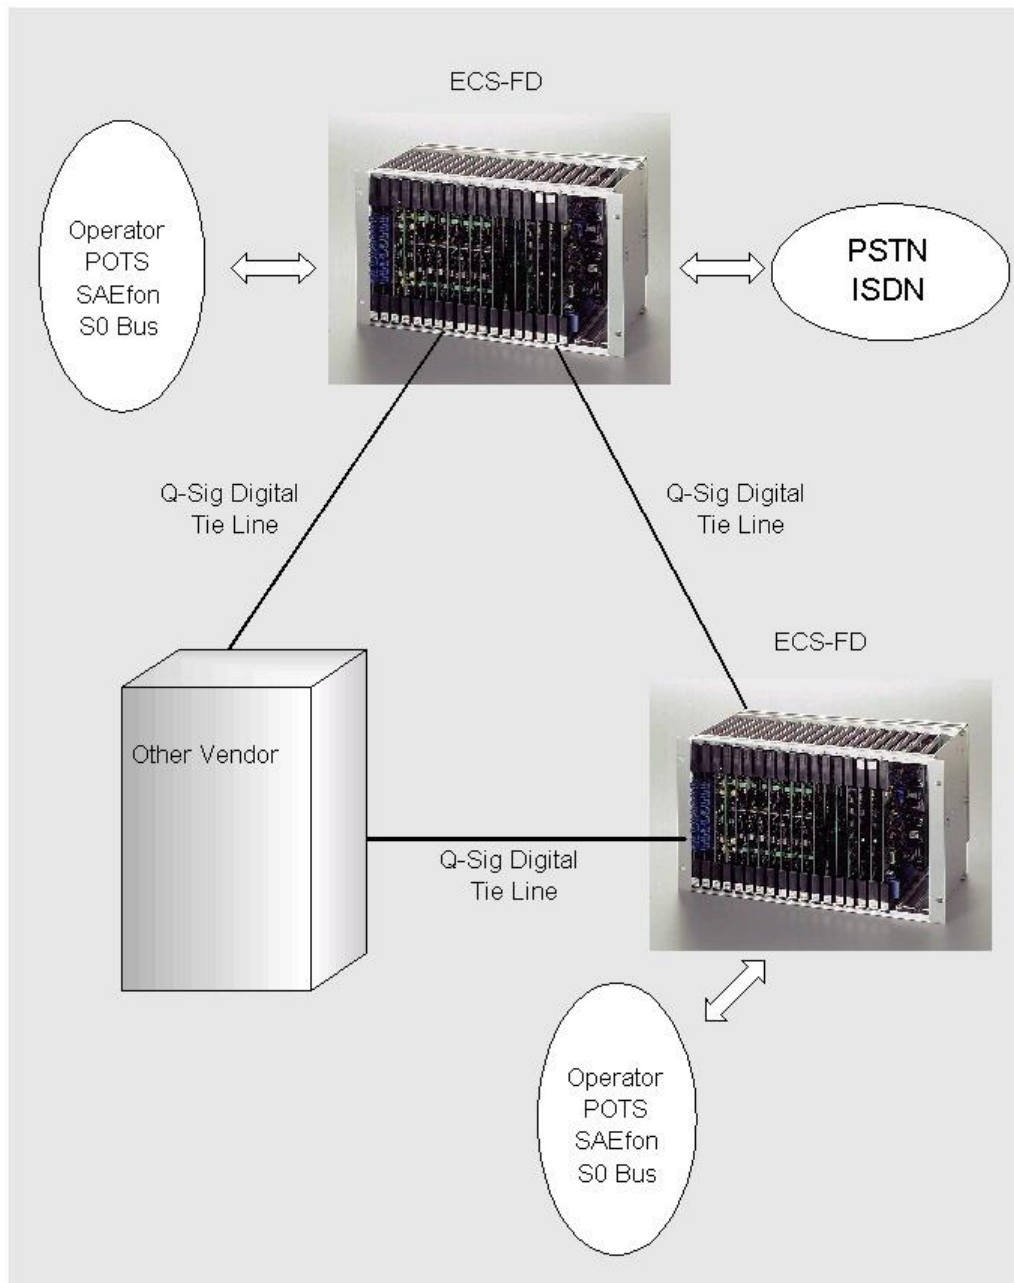 ECS-FD
Operator
POTS
SAEfon
S0 Bus
PSTN
ISDN
Q-Sig Digital
Tie Line
Q-Sig Digital
Tie Line
ECS-FD
Other Vendor
Q-Sig Digital
Tie Line
Operator
POTS
SAEfon
S0 Bus